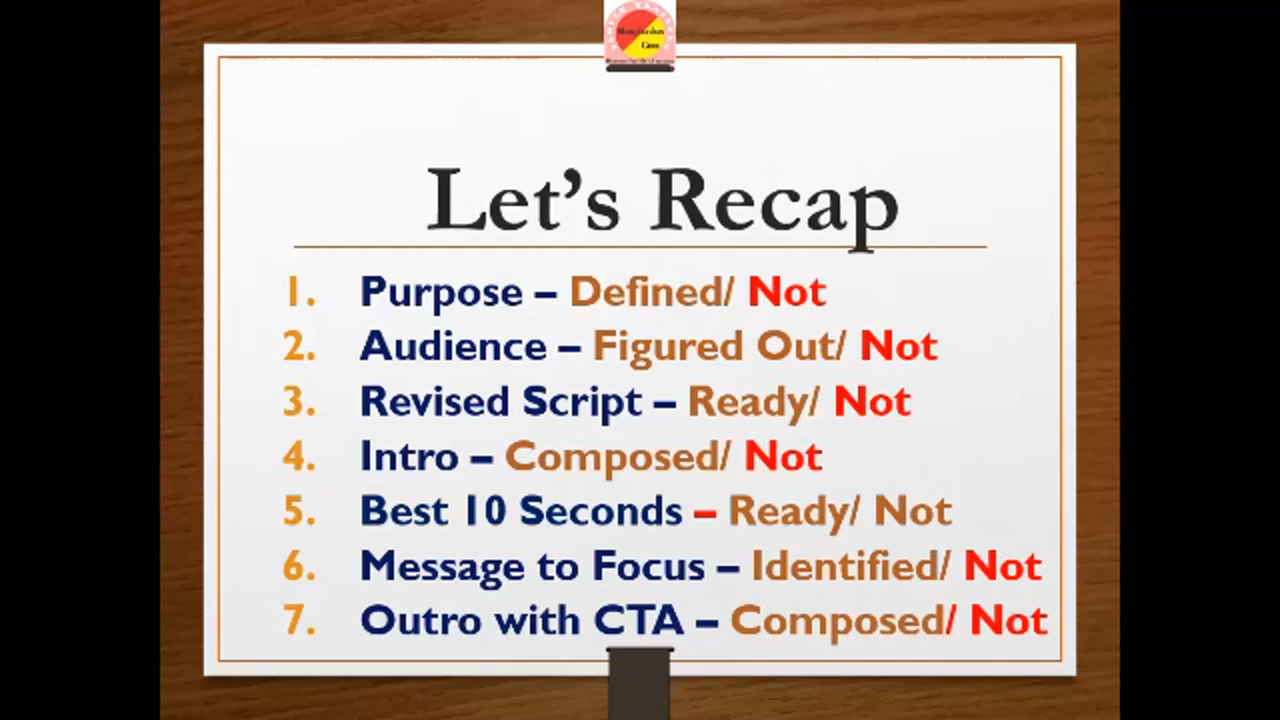 Let's Recap
1. Purpose – Defined/ Not
2. Audience – Figured Out/ Not
3. Revised Script – Ready/ Not
4. Intro – Composed/ Not
5. Best 10 Seconds – Ready/ Not
6. Message to Focus – Identified/ Not
7. Outro with CTA – Composed/ Not